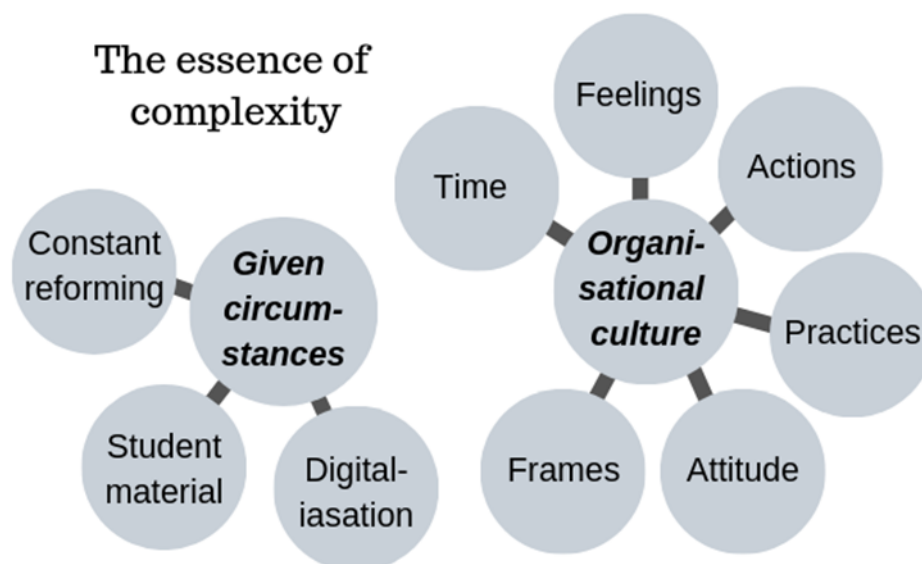 The essence of
complexity
Constant
reforming
Given
circum-
stances
Student
material
Digital-
iasation
Time
Feelings
Actions
Organi-
sational
culture
Practices
Frames
Attitude